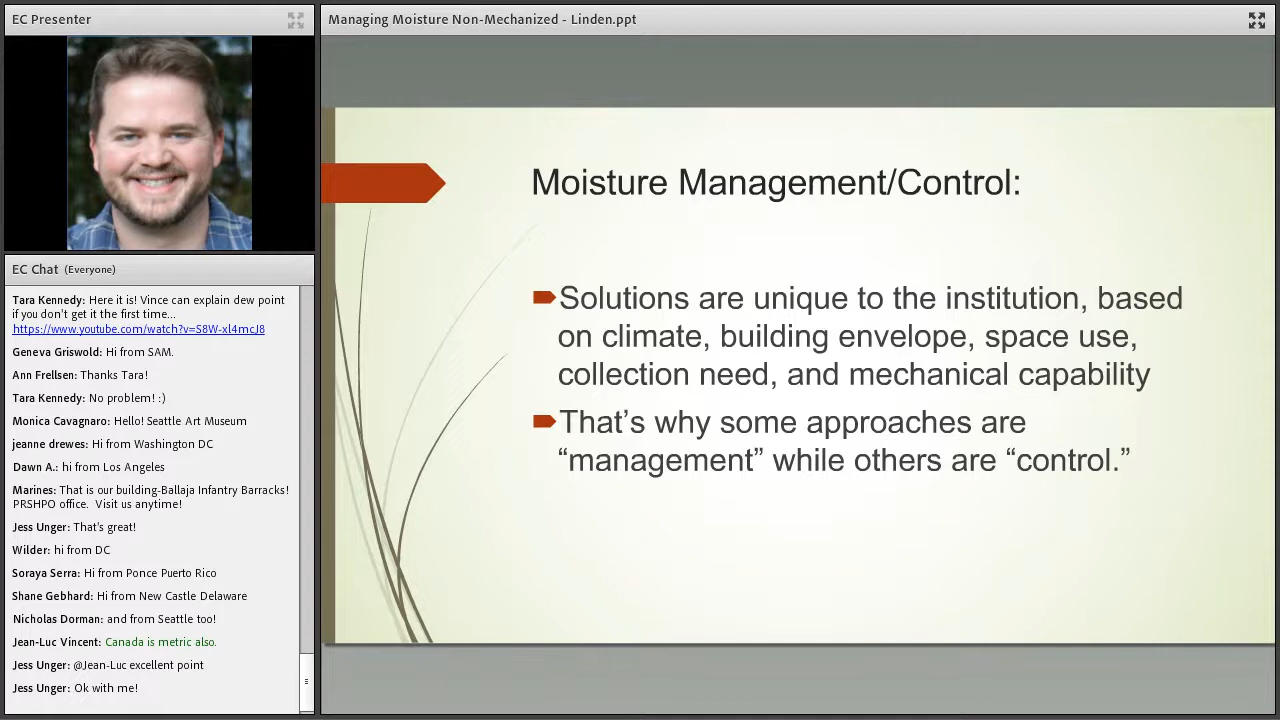 EC Presenter
Managing Moisture Non-Mechanized - Linden.ppt
EC Chat (Everyone)
Tara Kennedy: Here it is! Vince can explain dew point
if you don't get it the first time...
https://www.youtube.com/watch?v=S8W-xl4mcJ8
Geneva Griswold: Hi from SAM.
Ann Frellsen: Thanks Tara!
Tara Kennedy: No problem! :)
Monica Cavagnaro: Hello! Seattle Art Museum
jeanne drewes: Hi from Washington DC
Dawn A.: hi from Los Angeles
Marines: That is our building-Ballaja Infantry Barracks!
PRSHPO office. Visit us anytime!
Jess Unger: That's great!
Wilder: hi from DC
Soraya Serra: Hi from Ponce Puerto Rico
Shane Gebhard: Hi from New Castle Delaware
Nicholas Dorman: and from Seattle too!
Jean-Luc Vincent: Canada is metric also.
Jess Unger: @Jean-Luc excellent point
Jess Unger: Ok with me!
Moisture Management/Control:
Solutions are unique to the institution, based
on climate, building envelope, space use,
collection need, and mechanical capability
That’s why some approaches are
“management” while others are “control.”